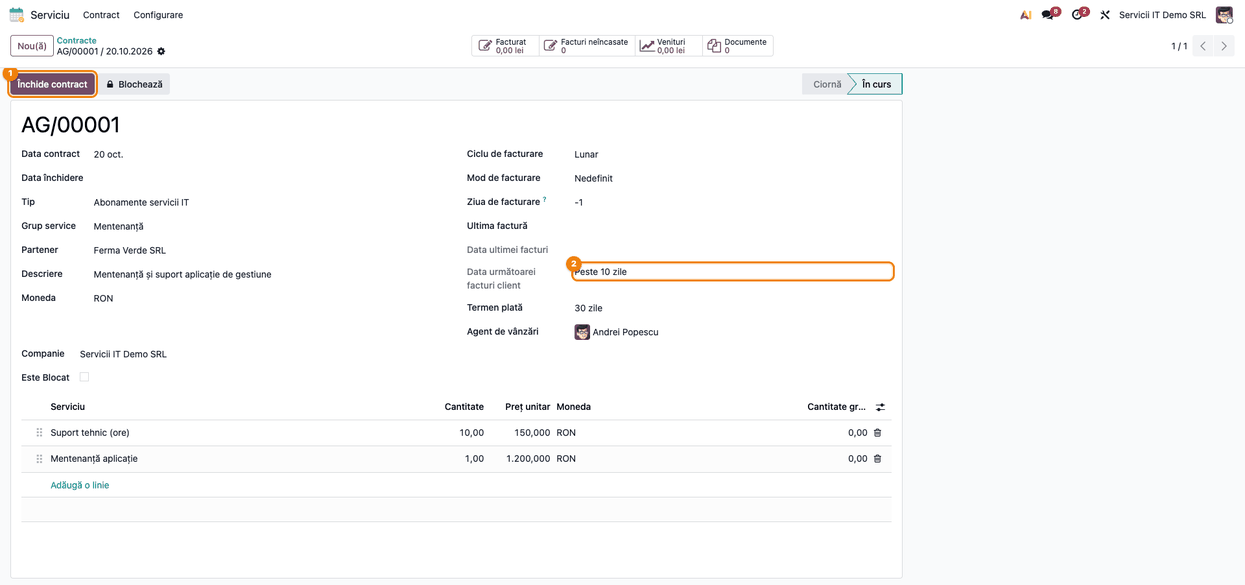 Serviciu Contract Configurare AI 8 2 Servicii IT Demo SRL
Nou(ă) Contracte
AG/00001 / 20.10.2026
Facturat 0,00 lei
Facturi neîncasate 0
Venituri 0,00 lei
Documente 0
1 / 1
1
Închide contract Blochează Ciornă În curs
AG/00001
Data contract 20 oct.
Data închidere
Tip Abonamente servicii IT
Grup service Mentenanță
Partener Ferma Verde SRL
Descriere Mentenanță și suport aplicație de gestiune
Moneda RON
Ciclu de facturare Lunar
Mod de facturare Nedefinit
Ziua de facturare ? -1
Ultima factură
Data ultimei facturi
2
Data următoarei facturi client Peste 10 zile
Termen plată 30 zile
Agent de vânzări Andrei Popescu
Companie Servicii IT Demo SRL
Este Blocat
Serviciu Cantitate Preț unitar Moneda Cantitate gr...
Suport tehnic (ore) 10,00 150,000 RON 0,00
Mentenanță aplicație 1,00 1.200,000 RON 0,00
Adăugă o linie